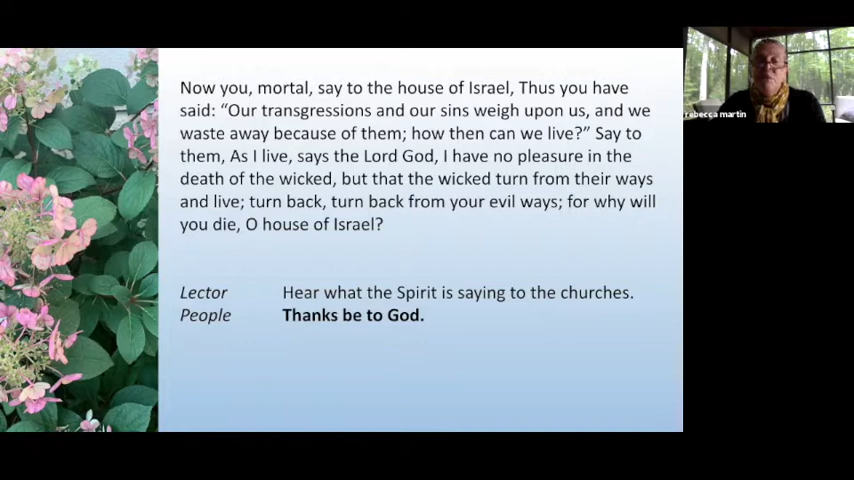 Now you, mortal, say to the house of Israel, Thus you have
said: “Our transgressions and our sins weigh upon us, and we
waste away because of them; how then can we live?” Say to
them, As I live, says the Lord God, I have no pleasure in the
death of the wicked, but that the wicked turn from their ways
and live; turn back, turn back from your evil ways; for why will
you die, O house of Israel?
Lector Hear what the Spirit is saying to the churches.
People Thanks be to God.
rebecca martin